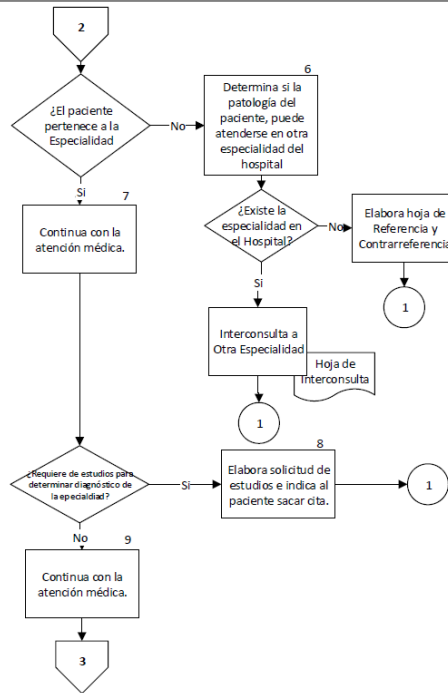 2
¿El paciente
pertenece a la
Especialidad
No
Si
6
Determina si la
patología del
paciente, puede
atenderse en otra
especialidad del
hospital
7
Continua con la
atención médica.
¿Existe la
especialidad en
el Hospital?
No
Si
Elabora hoja de
Referencia y
Contrarreferencia
1
Interconsulta a
Otra Especialidad
Hoja de
Interconsulta
1
¿Requiere de estudios para
determinar diagnóstico de
la epecialdiad?
Si
No
8
Elabora solicitud de
estudios e indica al
paciente sacar cita.
1
9
Continua con la
atención médica.
3